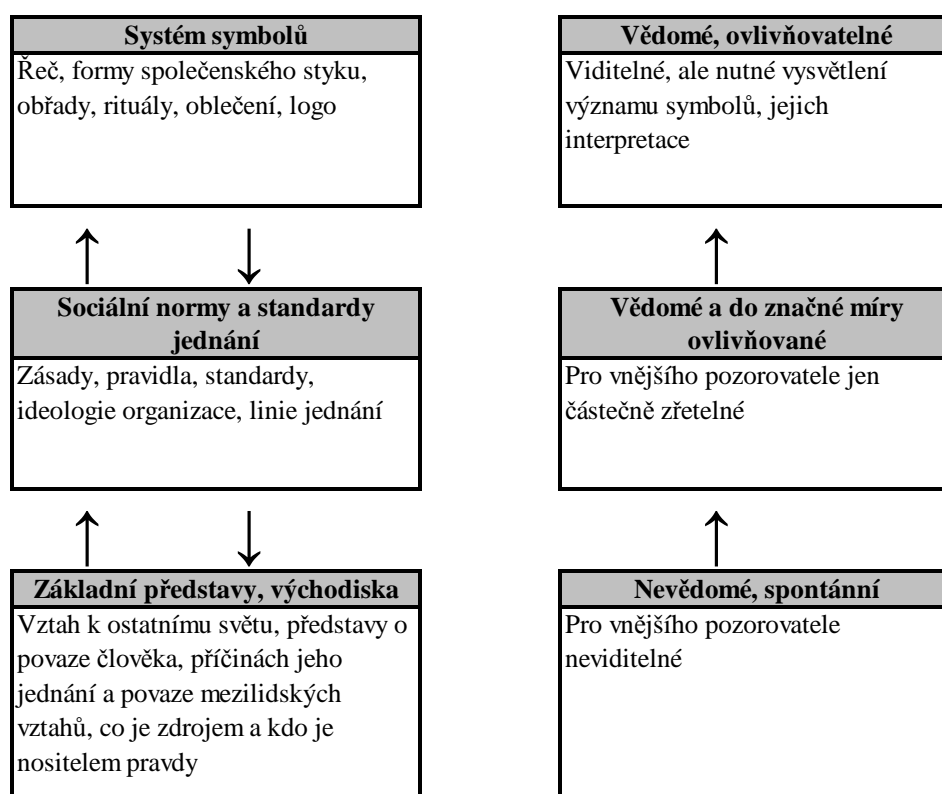 Systém symbolů
Řeč, formy společenského styku,
obřady, rituály, oblečení, logo
Vědomé, ovlivňovatelné
Viditelné, ale nutné vysvětlení
významu symbolů, jejich
interpretace
Sociální normy a standardy
jednání
Zásady, pravidla, standardy,
ideologie organizace, linie jednání
Vědomé a do značné míry
ovlivňované
Pro vnějšího pozorovatele jen
částečně zřetelné
Základní představy, východiska
Vztah k ostatnímu světu, představy o
povaze člověka, příčinách jeho
jednání a povaze mezilidských
vztahů, co je zdrojem a kdo je
nositelem pravdy
Nevědomé, spontánní
Pro vnějšího pozorovatele
neviditelné